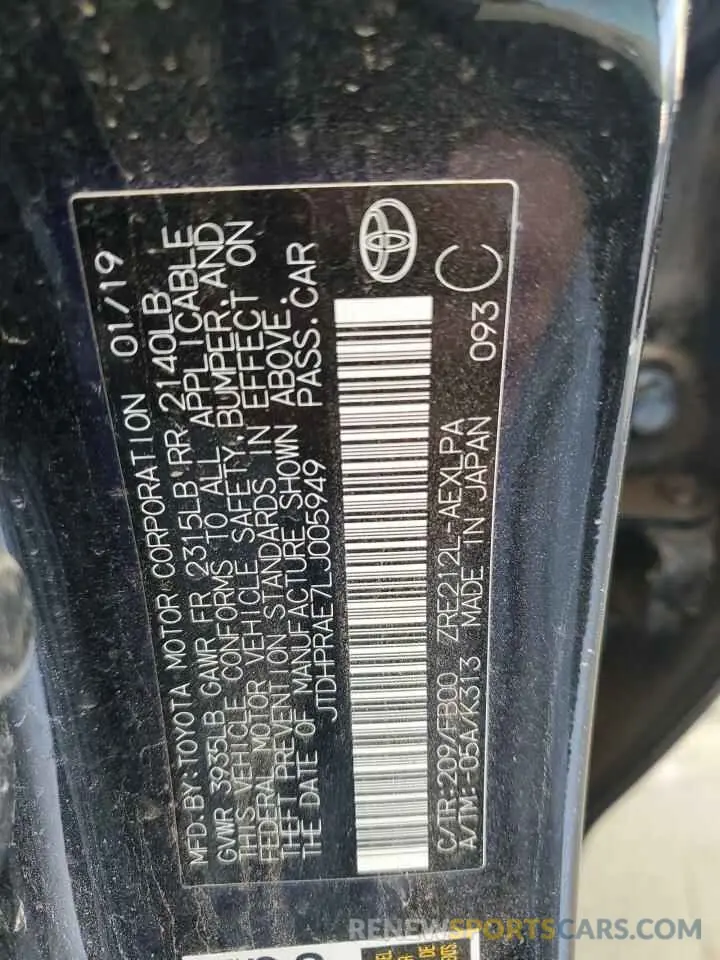 MFD.BY:TOYOTA MOTOR CORPORATION 01/19
GVWR 3935LB GAWR FR 2315LB RR 2140LB
THIS VEHICLE CONFORMS TO ALL APPLICABLE
FEDERAL MOTOR VEHICLE SAFETY, BUMPER, AND
THEFT PREVENTION STANDARDS IN EFFECT ON
THE DATE OF MANUFACTURE SHOWN ABOVE.
JTDHPRAE7LJ005949 PASS.CAR
C/TR:209/FB00 ZRE212L-AEXLPA
A/TM:-05A/K313 MADE IN JAPAN 093 C
RENEWSPORTSCARS.COM